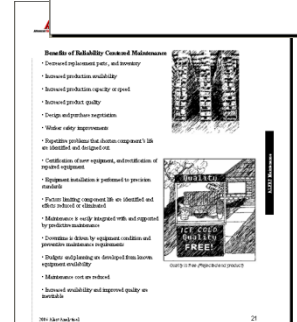 Benefits of Reliability Centered Maintenance
• Decreased replacement parts, and inventory
• Increased production availability
• Increased production capacity or speed
• Increased product quality
• Design and purchase negotiation
• Worker safety improvements
• Repetitive problems that shorten component's life
are identified and designed out.
• Certification of new equipment, and certification of
repaired equipment
• Equipment installation is performed to precision
standards
• Factors limiting component life are identified and
effects reduced or eliminated
• Maintenance is easily integrated with and supported
by predictive maintenance
• Downtime is driven by equipment condition and
preventive maintenance requirements
• Budgets and planning are developed from known
equipment availability
• Maintenance cost are reduced
• Increased availability and improved quality are
inevitable
Quality
ICE COLD
Quality
FREE!
Quality is free
ALERT Maintenance
21